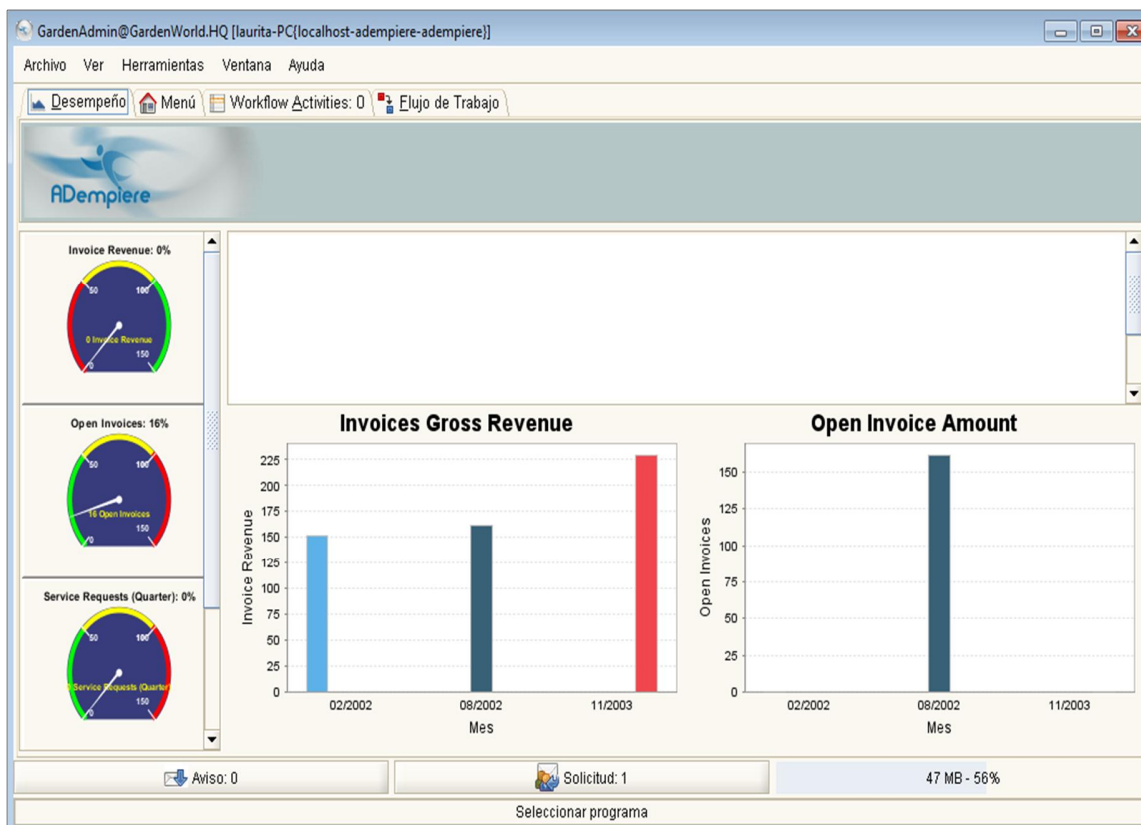 GardenAdmin@GardenWorld.HQ [laurita-PC{localhost-adempiere-adempiere}]
Archivo Ver Herramientas Ventana Ayuda
Desempeño Menú Workflow Activities: 0 Flujo de Trabajo
ADempiere
Invoice Revenue: 0%
50 100
0 Invoice Revenue
0 150
Open Invoices: 16%
50 100
16 Open Invoices
0 150
Service Requests (Quarter): 0%
50 100
Service Requests (Quarter)
0 150
Invoices Gross Revenue
Invoice Revenue
225
200
175
150
125
100
75
50
25
0
02/2002 08/2002 11/2003
Mes
Open Invoice Amount
Open Invoices
150
125
100
75
50
25
0
02/2002 08/2002 11/2003
Mes
Aviso: 0 Solicitud: 1 47 MB - 56%
Seleccionar programa